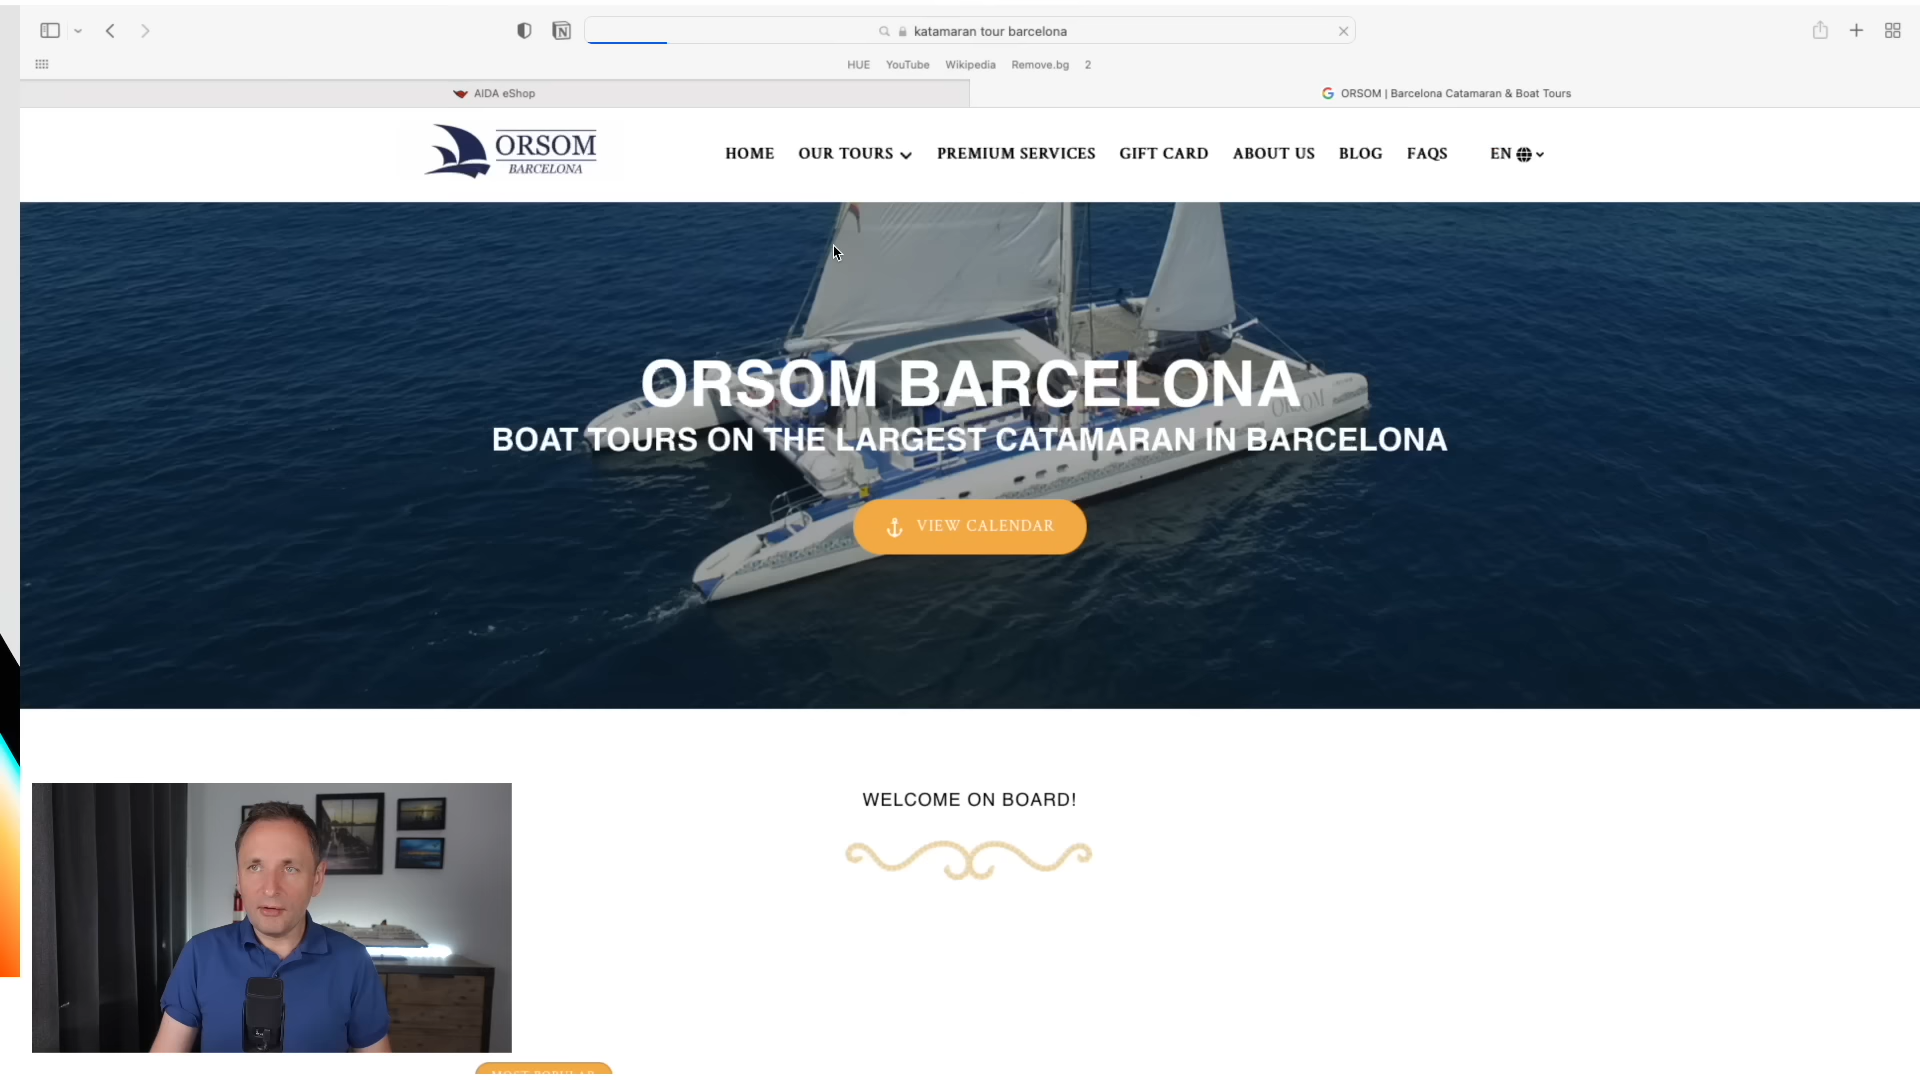 katamaran tour barcelona
HUE YouTube Wikipedia Remove.bg 2
AIDA eShop
ORSOM | Barcelona Catamaran & Boat Tours
ORSOM
BARCELONA
HOME OUR TOURS PREMIUM SERVICES GIFT CARD ABOUT US BLOG FAQS EN
ORSOM
ORSOM BARCELONA
BOAT TOURS ON THE LARGEST CATAMARAN IN BARCELONA
VIEW CALENDAR
WELCOME ON BOARD!
MOST POPULAR